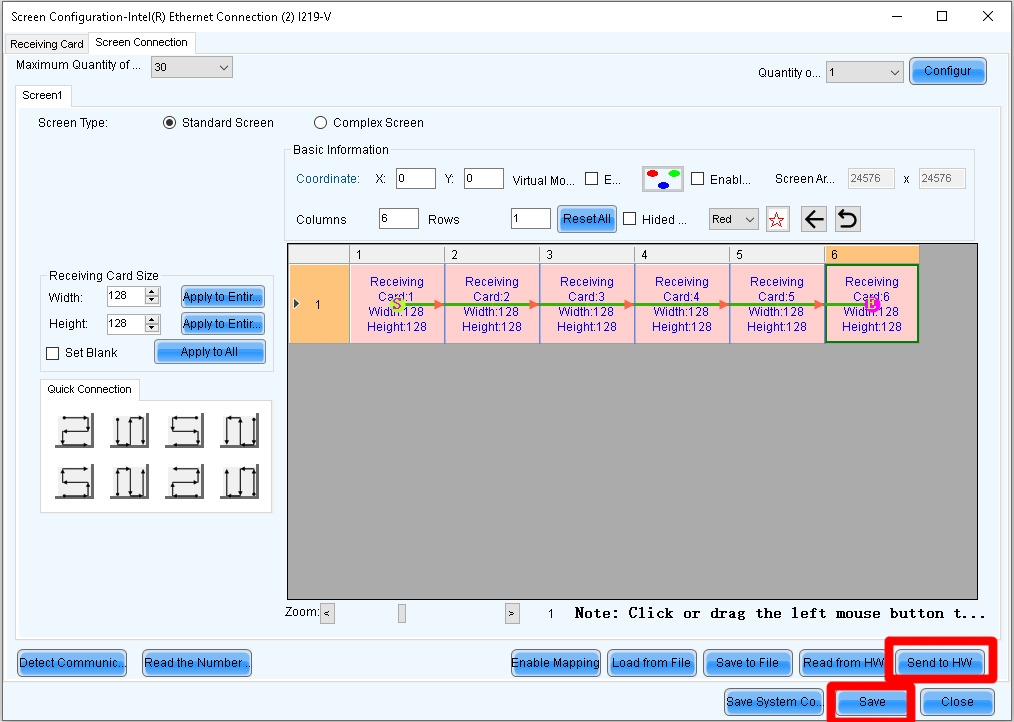 Screen Configuration-Intel(R) Ethernet Connection (2) I219-V
Receiving Card
Screen Connection
Maximum Quantity of ...
30
Quantity o...
1
Configur
Screen1
Screen Type:
Standard Screen
Complex Screen
Basic Information
Coordinate:
X:
0
Y:
0
Virtual Mo...
E...
Enabl...
Screen Ar...
24576
x
24576
Columns
6
Rows
1
Reset All
Hided ...
Red
1
2
3
4
5
6
1
Receiving
Card:1
Width:128
Height:128
Receiving
Card:2
Width:128
Height:128
Receiving
Card:3
Width:128
Height:128
Receiving
Card:4
Width:128
Height:128
Receiving
Card:5
Width:128
Height:128
Receiving
Card:6
Width:128
Height:128
S
E
Receiving Card Size
Width:
128
Apply to Entir...
Height:
128
Apply to Entir...
Set Blank
Apply to All
Quick Connection
Zoom:
<
>
1
Note: Click or drag the left mouse button t...
Detect Communic...
Read the Number ...
Enable Mapping
Load from File
Save to File
Read from HW
Send to HW
Save System Co...
Save
Close